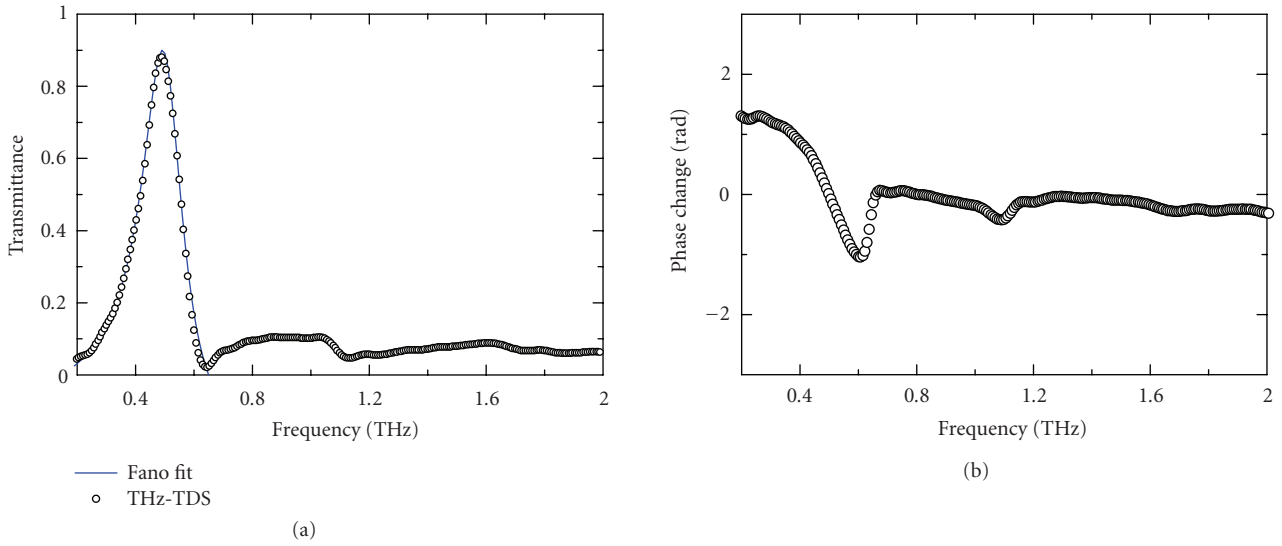 1
0.8
0.6
0.4
0.2
0
Transmittance
0.4
0.8
1.2
1.6
2
Frequency (THz)
Fano fit
THz-TDS
(a)
2
0
−2
Phase change (rad)
0.4
0.8
1.2
1.6
2
Frequency (THz)
(b)